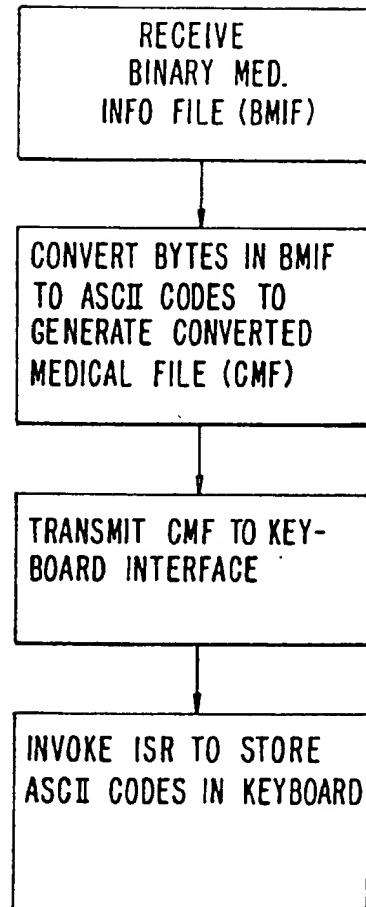 RECEIVE
BINARY MED.
INFO FILE (BMIF)
CONVERT BYTES IN BMIF
TO ASCII CODES TO
GENERATE CONVERTED
MEDICAL FILE (CMF)
TRANSMIT CMF TO KEY-
BOARD INTERFACE
INVOKE ISR TO STORE
ASCII CODES IN KEYBOARD